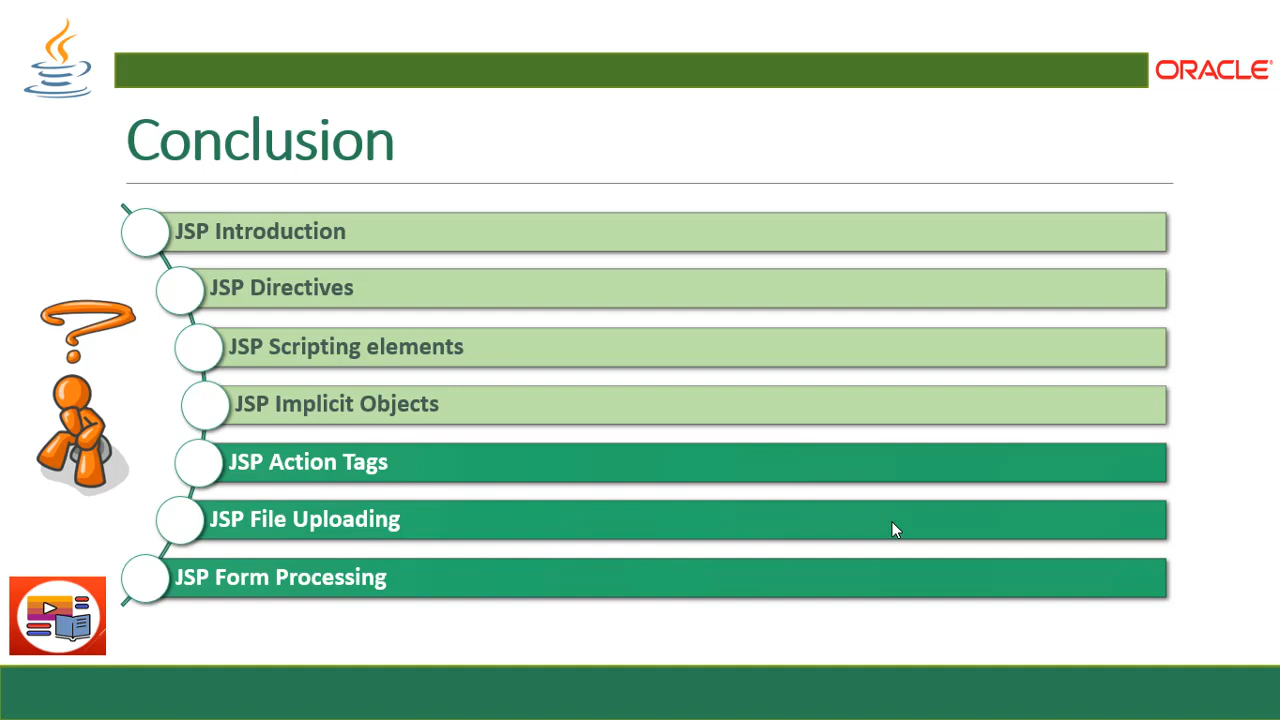 ORACLE
Conclusion
JSP Introduction
JSP Directives
JSP Scripting elements
JSP Implicit Objects
JSP Action Tags
JSP File Uploading
JSP Form Processing